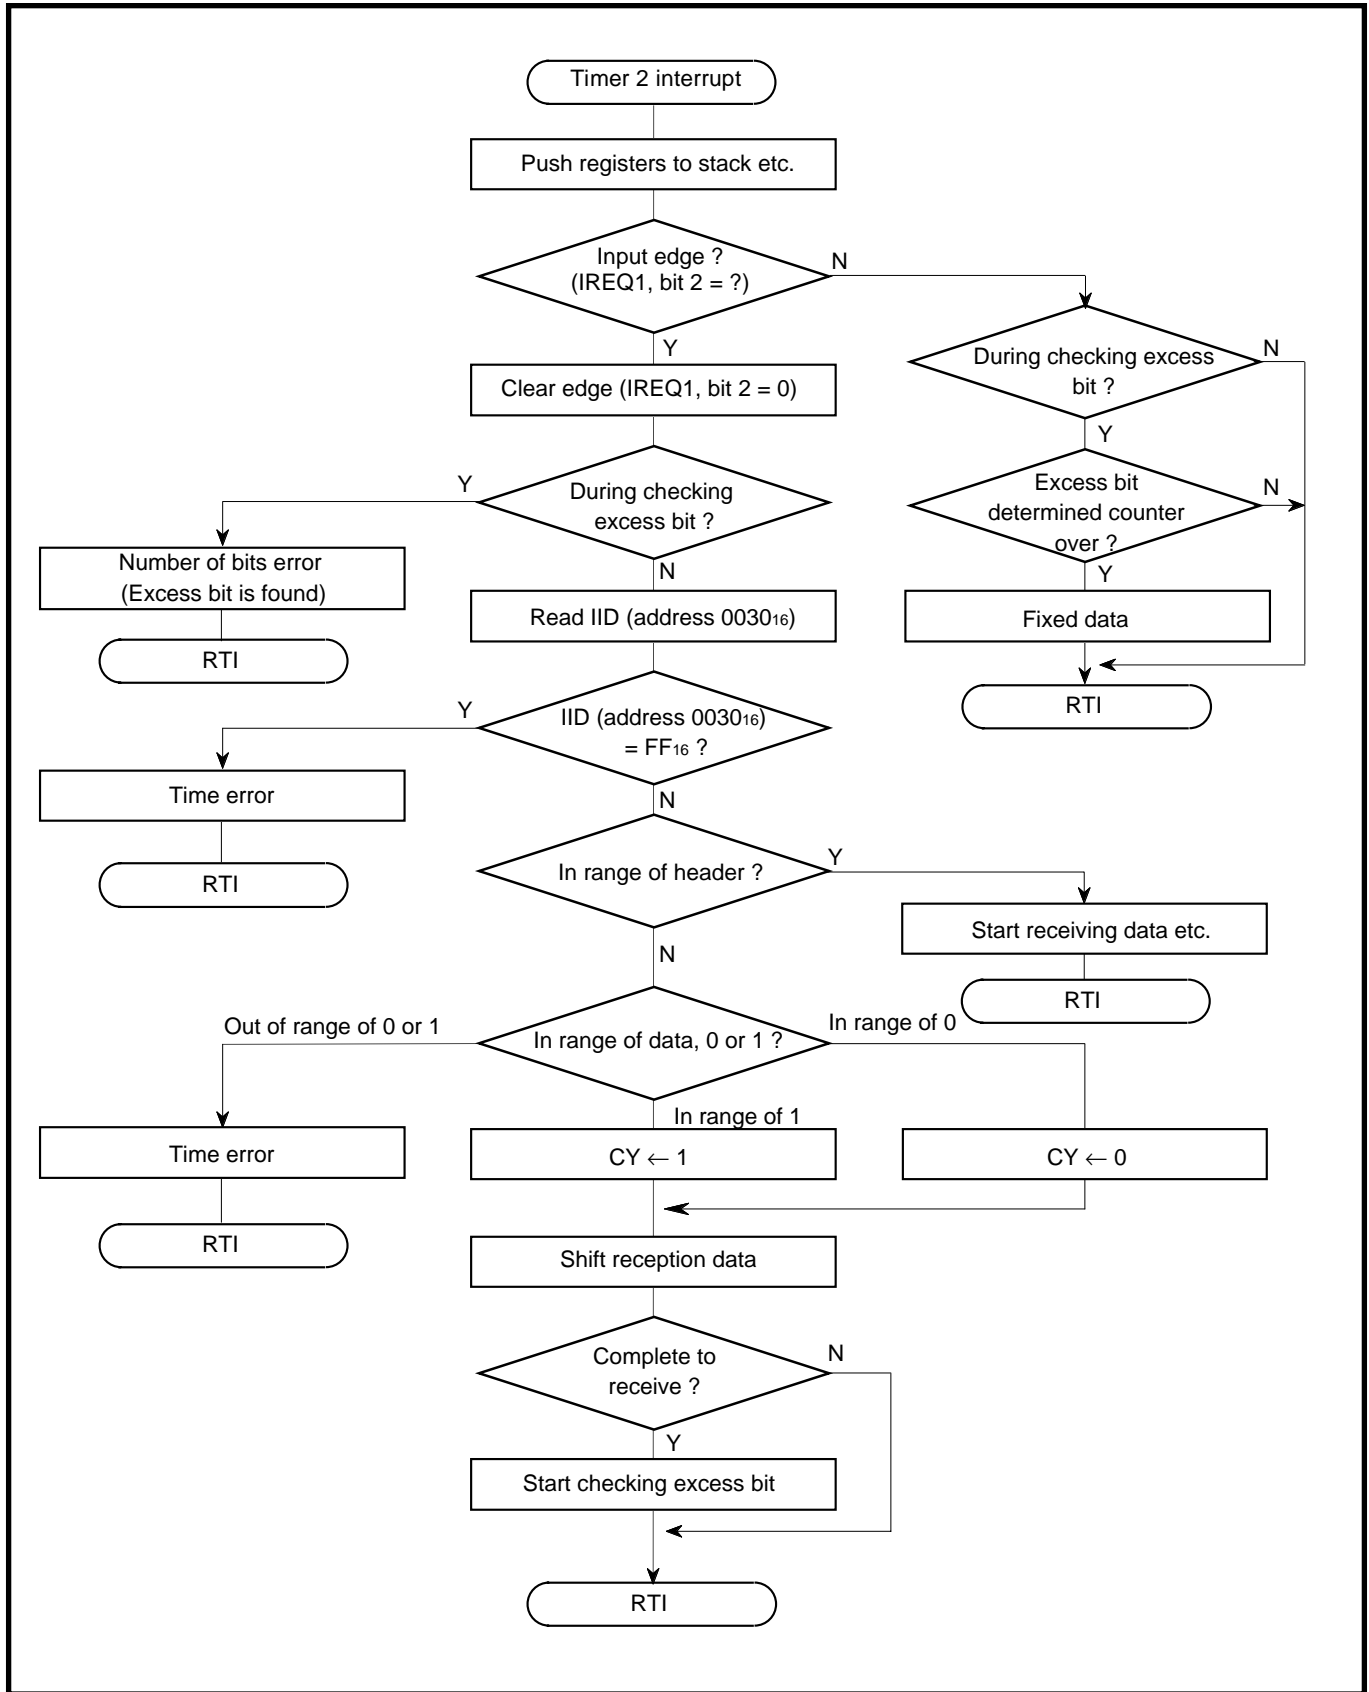 Timer 2 interrupt
Push registers to stack etc.
Input edge ?
(IREQ1, bit 2 = ?)
N
Y
During checking excess
bit ?
N
Clear edge (IREQ1, bit 2 = 0)
Y
Y
During checking
excess bit ?
Excess bit
determined counter
over ?
N
Number of bits error
(Excess bit is found)
N
Y
Read IID (address 0030₁₆)
Fixed data
RTI
RTI
Y
IID (address 0030₁₆)
= FF₁₆ ?
Time error
N
RTI
In range of header ?
Y
Start receiving data etc.
N
RTI
Out of range of 0 or 1
In range of data, 0 or 1 ?
In range of 0
In range of 1
Time error
CY ← 1
CY ← 0
RTI
Shift reception data
Complete to
receive ?
N
Y
Start checking excess bit
RTI